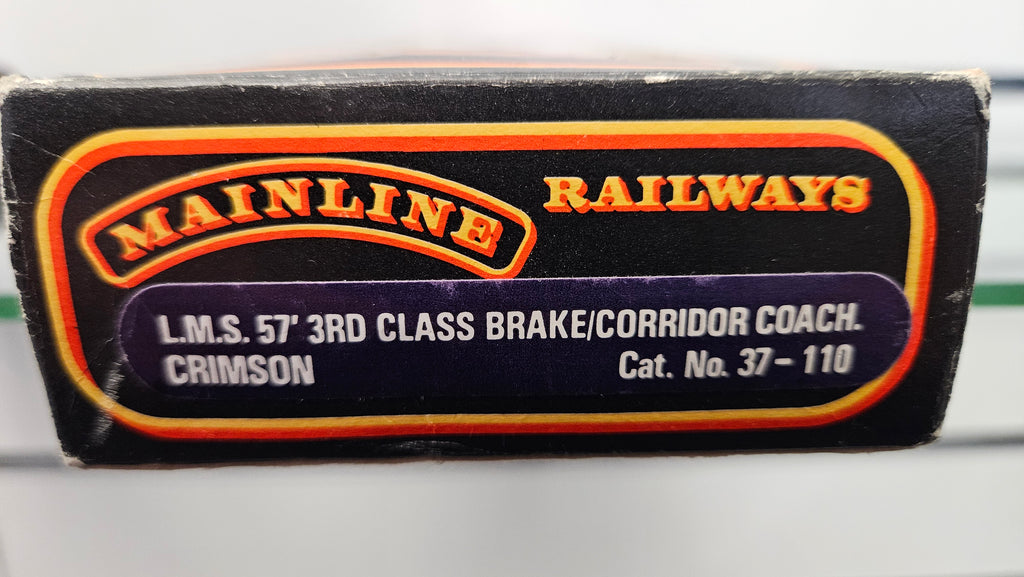 MAINLINE RAILWAYS
L.M.S. 57' 3RD CLASS BRAKE/CORRIDOR COACH.
CRIMSON Cat. No. 37-110